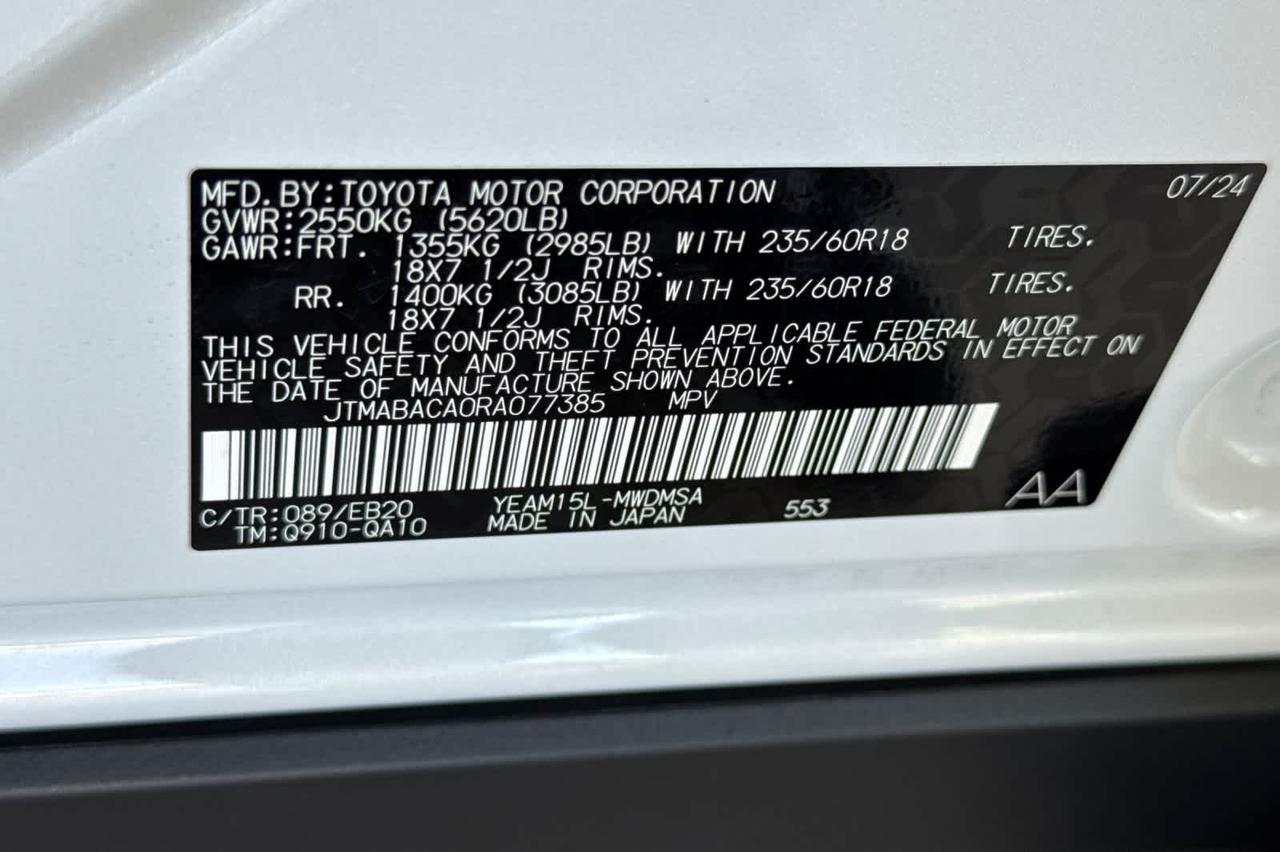 MFD.BY:TOYOTA MOTOR CORPORATION 07/24
GVWR:2550KG (5620LB)
GAWR:FRT. 1355KG (2985LB) WITH 235/60R18 TIRES.
18X7 1/2J RIMS.
RR. 1400KG (3085LB) WITH 235/60R18 TIRES.
18X7 1/2J RIMS.
THIS VEHICLE CONFORMS TO ALL APPLICABLE FEDERAL MOTOR
VEHICLE SAFETY AND THEFT PREVENTION STANDARDS IN EFFECT ON
THE DATE OF MANUFACTURE SHOWN ABOVE.
JTMABACA0RA077385 MPV
C/TR:089/EB20 YEAM15L-MWDMSA 553 AA
TM:Q910-QA10 MADE IN JAPAN